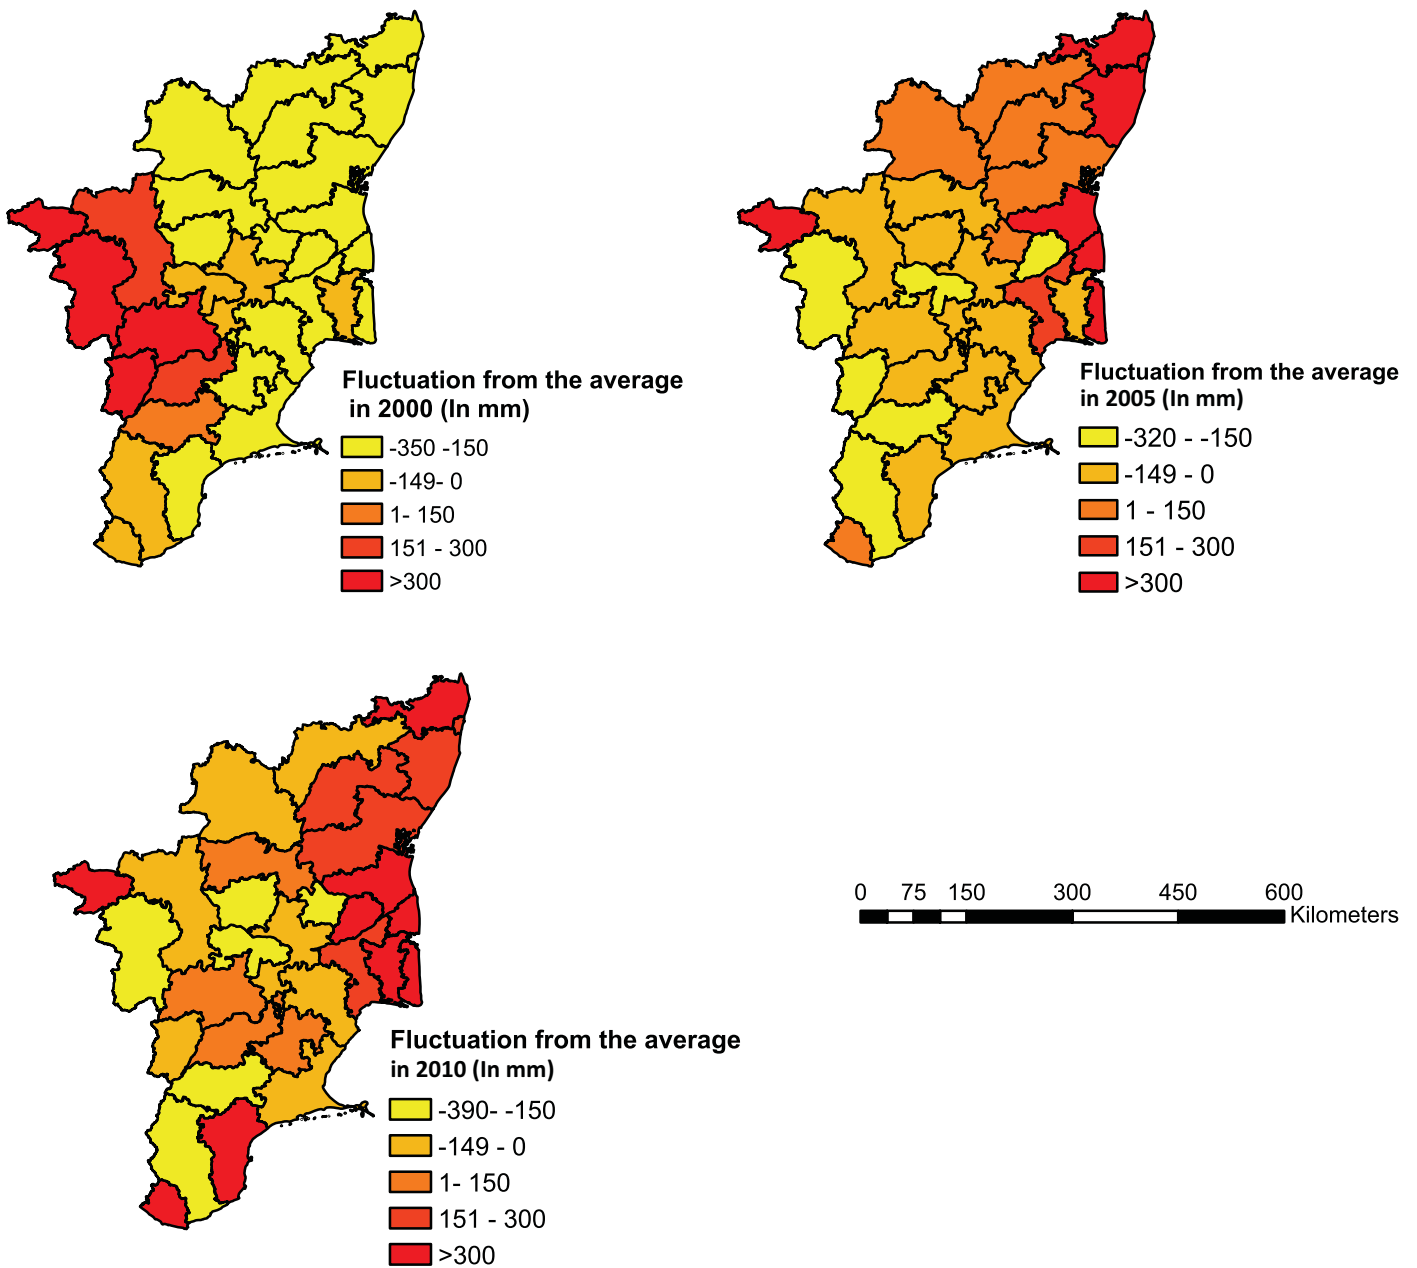 Fluctuation from the average
in 2000 (In mm)
-350 -150
-149- 0
1- 150
151 - 300
>300
Fluctuation from the average
in 2005 (In mm)
-320 - -150
-149 - 0
1 - 150
151 - 300
>300
Fluctuation from the average
in 2010 (In mm)
-390- -150
-149 - 0
1- 150
151 - 300
>300
0 75 150 300 450 600
Kilometers